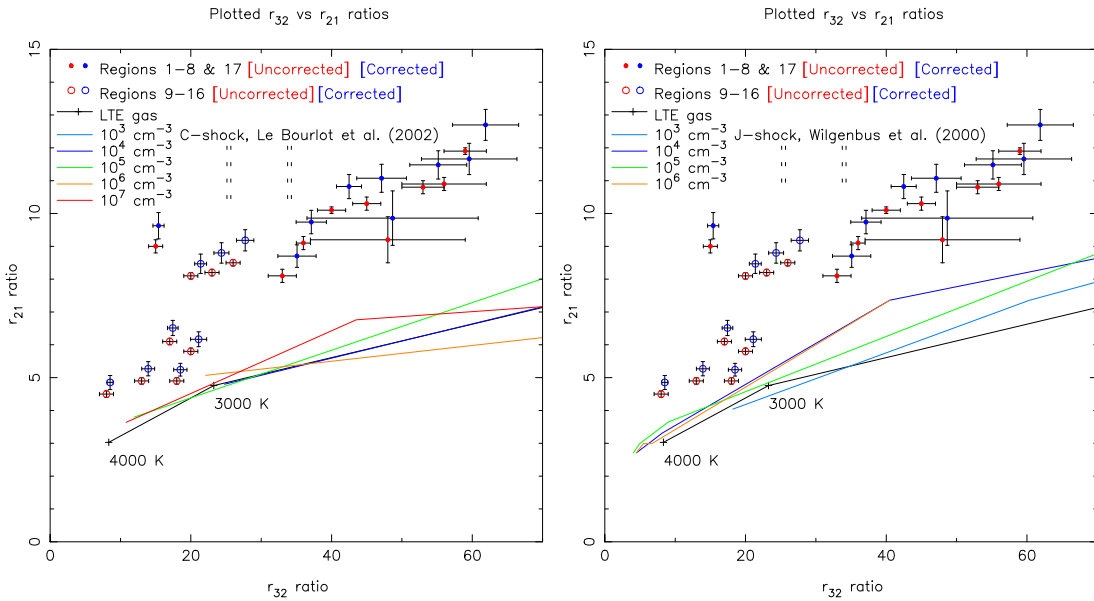 Plotted r32 vs r21 ratios
15
10
5
0
r21 ratio
Regions 1-8 & 17 [Uncorrected] [Corrected]
Regions 9-16 [Uncorrected] [Corrected]
LTE gas
10^3 cm^-3 C-shock, Le Bourlot et al. (2002)
10^4 cm^-3
10^5 cm^-3
10^6 cm^-3
10^7 cm^-3
3000 K
4000 K
0 20 40 60
r32 ratio
Plotted r32 vs r21 ratios
15
10
5
0
r21 ratio
Regions 1-8 & 17 [Uncorrected] [Corrected]
Regions 9-16 [Uncorrected] [Corrected]
LTE gas
10^3 cm^-3 J-shock, Wilgenbus et al. (2000)
10^4 cm^-3
10^5 cm^-3
10^6 cm^-3
3000 K
4000 K
0 20 40 60
r32 ratio